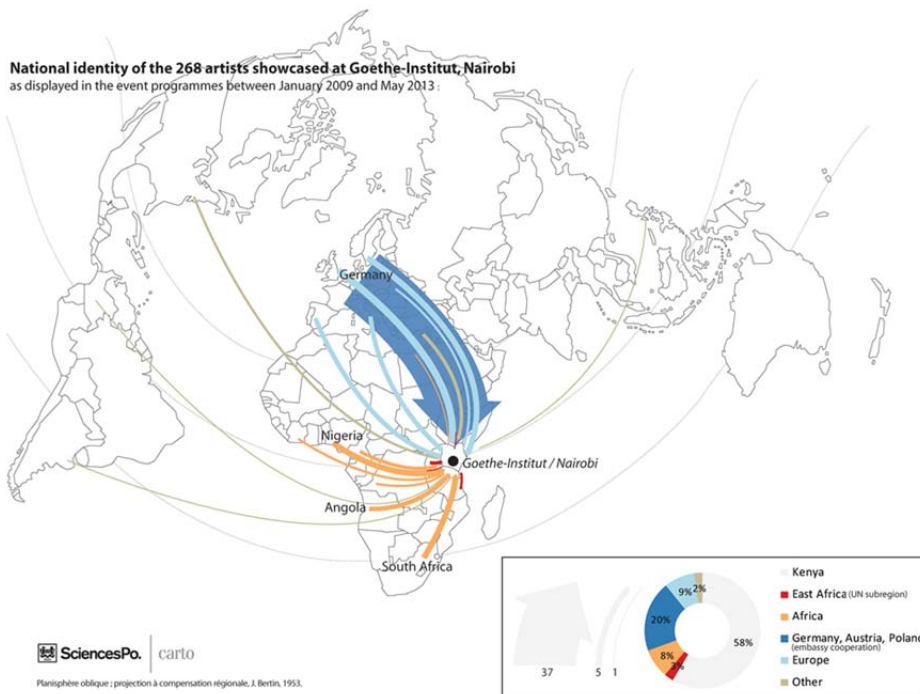 National identity of the 268 artists showcased at Goethe-Institut, Nairobi
as displayed in the event programmes between January 2009 and May 2013 :
Germany
Nigeria
Goethe-Institut / Nairobi
Angola
South Africa
37
5
1
9%
2%
20%
8%
3%
58%
Kenya
East Africa (UN subregion)
Africa
Germany, Austria, Poland
(embassy cooperation)
Europe
Other
SciencesPo. carto
Planisphère oblique ; projection à compensation régionale, J. Bertin, 1953.